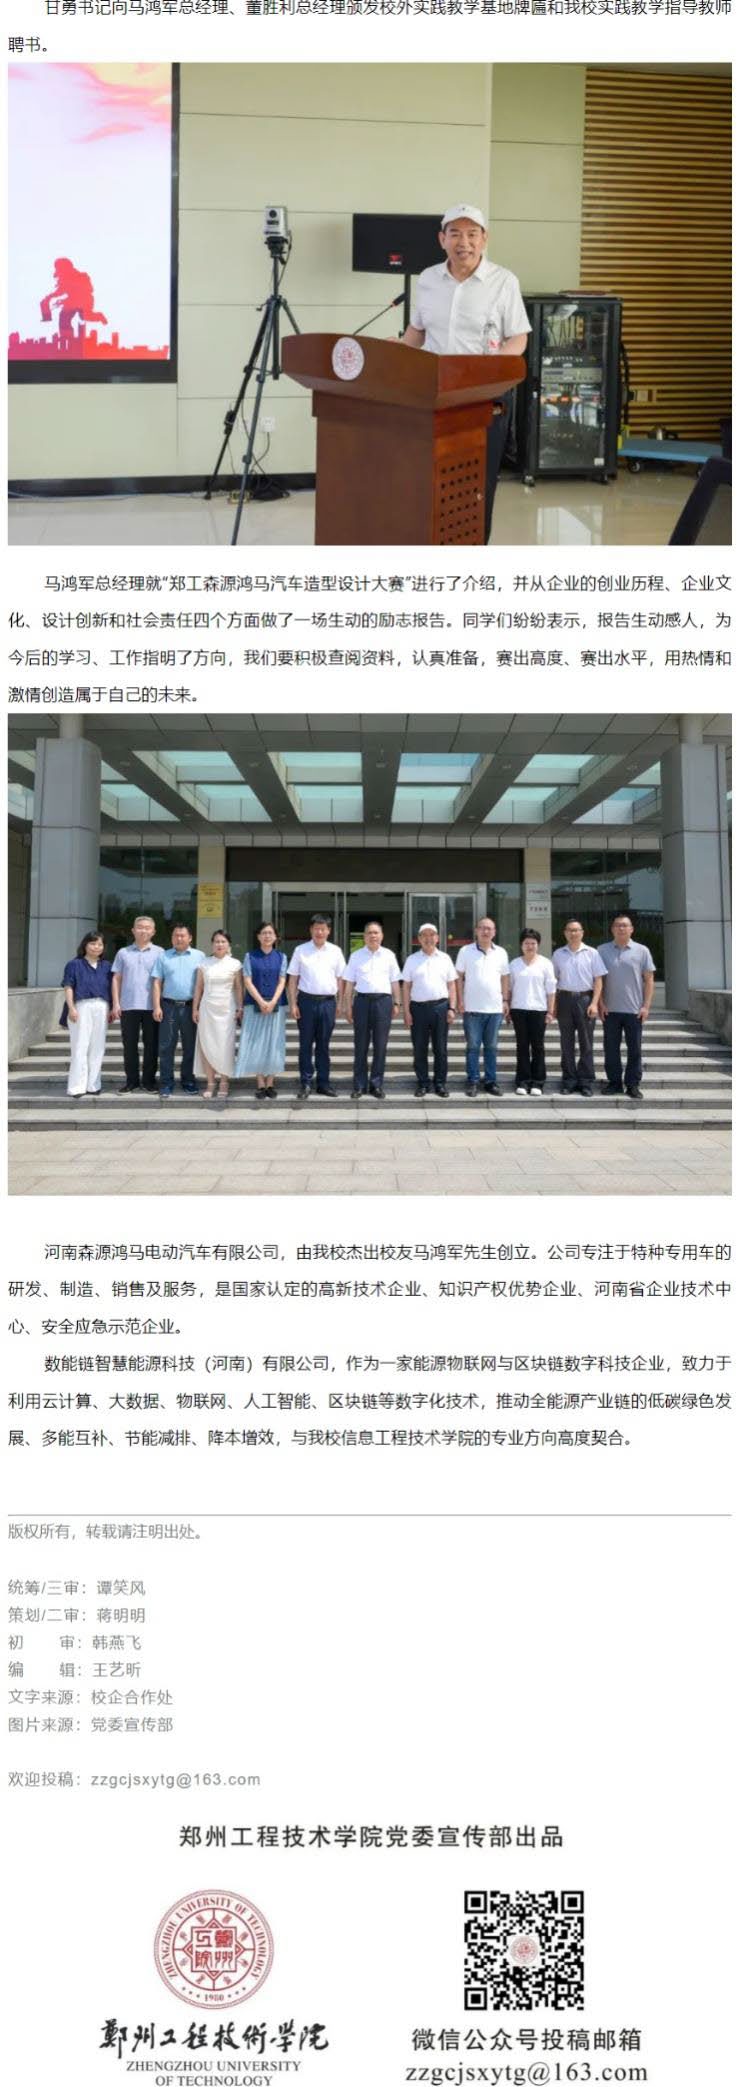 甘勇书记向马鸿军总经理、董胜利总经理颁发校外实践教学基地牌匾和我校实践教学指导教师
聘书。
马鸿军总经理就“郑工森源鸿马汽车造型设计大赛”进行了介绍，并从企业的创业历程、企业文
化、设计创新和社会责任四个方面做了一场生动的励志报告。同学们纷纷表示，报告生动感人，为
今后的学习、工作指明了方向，我们要积极查阅资料，认真准备，赛出高度、赛出水平，用热情和
激情创造属于自己的未来。
河南森源鸿马电动汽车有限公司，由我校杰出校友马鸿军先生创立。公司专注于特种专用车的
研发、制造、销售及服务，是国家认定的高新技术企业、知识产权优势企业、河南省企业技术中
心、安全应急示范企业。
数能链智慧能源科技（河南）有限公司，作为一家能源物联网与区块链数字科技企业，致力于
利用云计算、大数据、物联网、人工智能、区块链等数字化技术，推动全能源产业链的低碳绿色发
展、多能互补、节能减排、降本增效，与我校信息工程技术学院的专业方向高度契合。
版权所有，转载请注明出处。
统筹/三审：谭笑风
策划/二审：蒋明明
初　　审：韩燕飞
编　　辑：王艺昕
文字来源：校企合作处
图片来源：党委宣传部
欢迎投稿：zzgcjsxytg@163.com
郑州工程技术学院党委宣传部出品
ZHENGZHOU UNIVERSITY OF TECHNOLOGY
1980
鄭州工程技術學院
ZHENGZHOU UNIVERSITY
OF TECHNOLOGY
微信公众号投稿邮箱
zzgcjsxytg@163.com